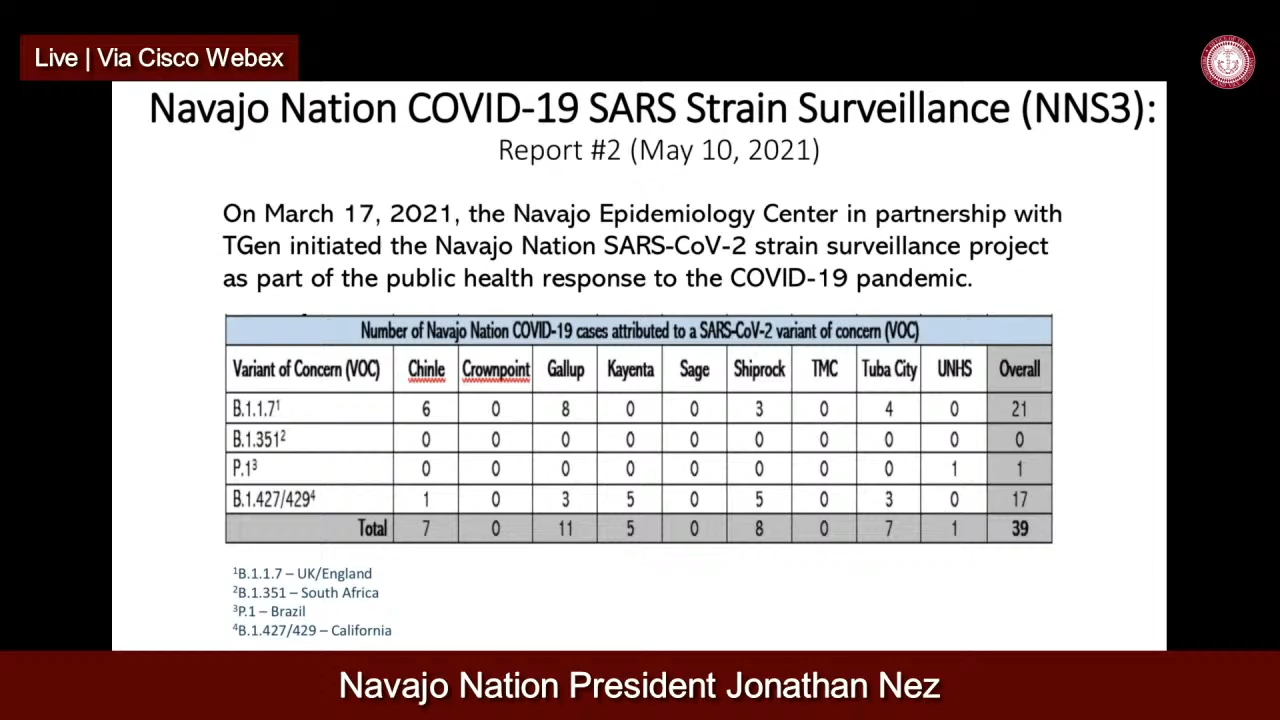 Live | Via Cisco Webex
Navajo Nation COVID-19 SARS Strain Surveillance (NNS3):
Report #2 (May 10, 2021)
On March 17, 2021, the Navajo Epidemiology Center in partnership with
TGen initiated the Navajo Nation SARS-CoV-2 strain surveillance project
as part of the public health response to the COVID-19 pandemic.
Number of Navajo Nation COVID-19 cases attributed to a SARS-CoV-2 variant of concern (VOC)
Variant of Concern (VOC) Chinle Crownpoint Gallup Kayenta Sage Shiprock TMC Tuba City UNHS Overall
B.1.1.7¹ 6 0 8 0 0 3 0 4 0 21
B.1.351² 0 0 0 0 0 0 0 0 0 0
P.1³ 0 0 0 0 0 0 0 0 1 1
B.1.427/429⁴ 1 0 3 5 0 5 0 3 0 17
Total 7 0 11 5 0 8 0 7 1 39
¹B.1.1.7 – UK/England
²B.1.351 – South Africa
³P.1 – Brazil
⁴B.1.427/429 – California
Navajo Nation President Jonathan Nez